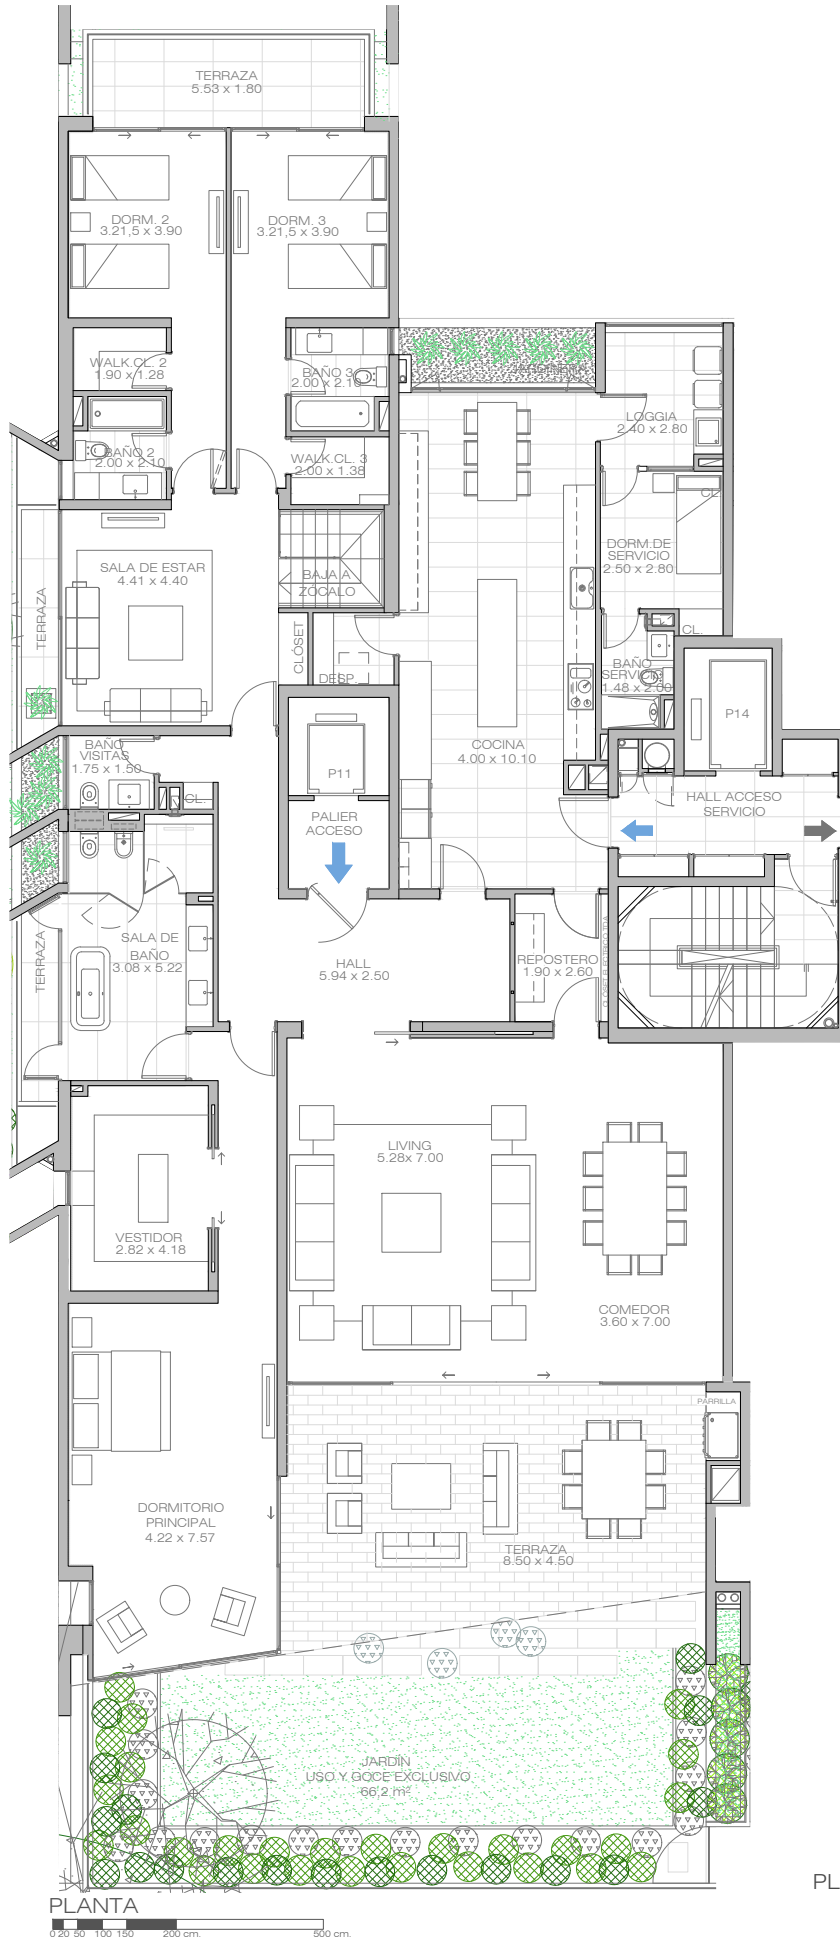 TERRAZA
5.53 x 1.80
DORM. 2
3.21,5 x 3.90
DORM. 3
3.21,5 x 3.90
WALK.CL. 2
1.90 x 1.28
BAÑO 3
2.00 x 2.10
LOGGIA
2.40 x 2.80
BAÑO 2
2.00 x 2.10
WALK.CL. 3
2.00 x 1.38
CL.
DORM.DE
SERVICIO
2.50 x 2.80
SALA DE ESTAR
4.41 x 4.40
BAJA A
ZÓCALO
TERRAZA
CLÓSET
DESP.
CL.
BAÑO
SERVICIO
1.48 x 2.00
P14
BAÑO
VISITAS
1.75 x 1.50
COCINA
4.00 x 10.10
P11
CL.
HALL ACCESO
SERVICIO
PALIER
ACCESO
SALA DE
BAÑO
3.08 x 5.22
TERRAZA
HALL
5.94 x 2.50
REPOSTERO
1.90 x 2.60
LIVING
5.28x 7.00
VESTIDOR
2.82 x 4.18
COMEDOR
3.60 x 7.00
PARRILLA
DORMITORIO
PRINCIPAL
4.22 x 7.57
TERRAZA
8.50 x 4.50
JARDÍN
USO Y GOCE EXCLUSIVO
66,2 m²
PL
PLANTA
0 20 50 100 150 200 cm. 500 cm.